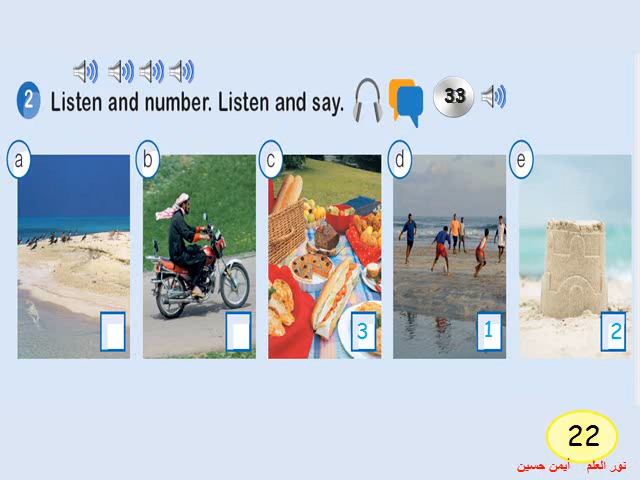 2 Listen and number. Listen and say. 33
a b c d e
3 1 2
22
نور العلم أيمن حسين